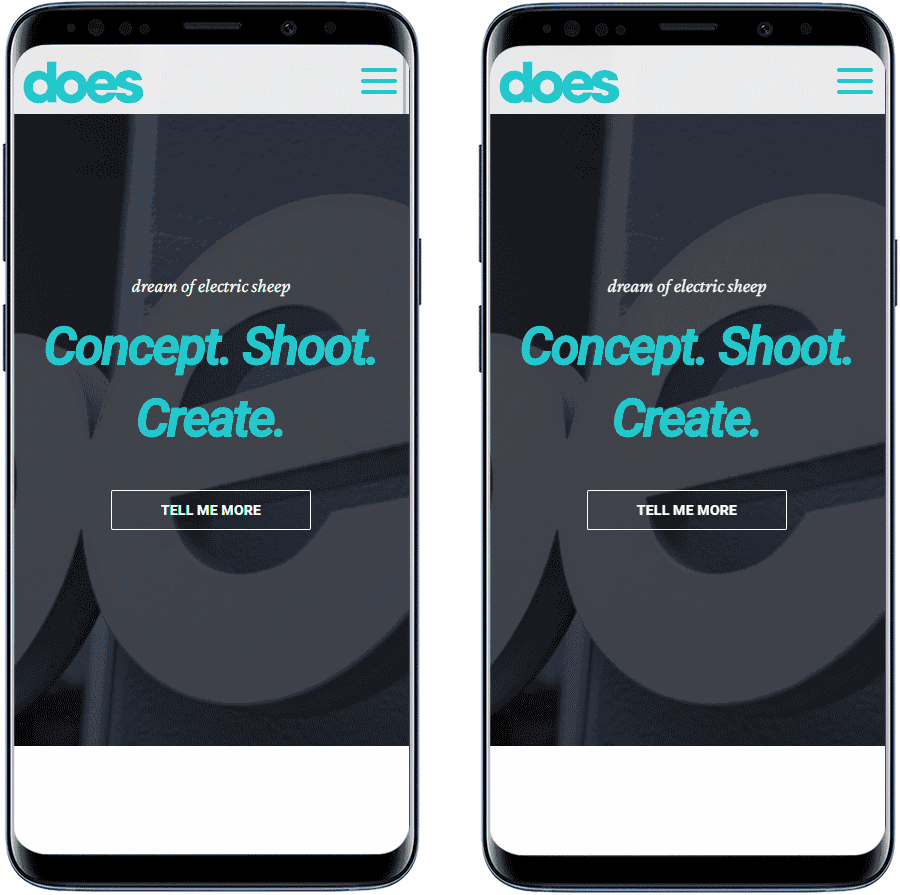 does
dream of electric sheep
Concept. Shoot.
Create.
TELL ME MORE
does
dream of electric sheep
Concept. Shoot.
Create.
TELL ME MORE